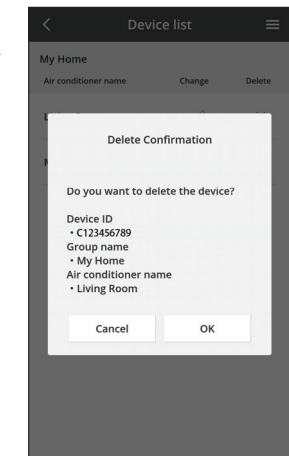 Device list
My Home
Air conditioner name Change Delete
Delete Confirmation
Do you want to delete the device?
Device ID
・C123456789
Group name
・My Home
Air conditioner name
・Living Room
Cancel OK